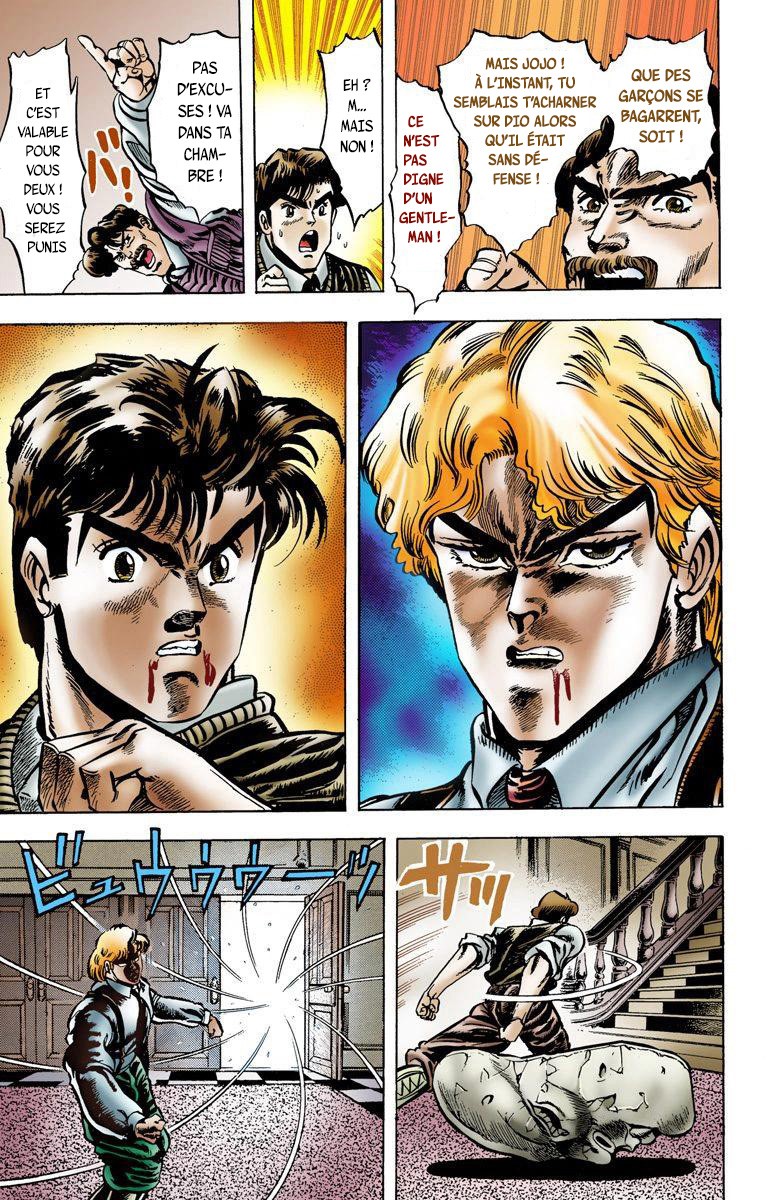 QUE DES
GARÇONS SE
BAGARRENT,
SOIT !
MAIS JOJO !
À L'INSTANT, TU
SEMBLAIS T'ACHARNER
SUR DIO ALORS
QU'IL ÉTAIT
SANS DÉ-
FENSE !
CE
N'EST
PAS
DIGNE
D'UN
GENTLE-
MAN !
EH ?
M...
MAIS
NON !
PAS
D'EXCU-
SES ! VA
DANS TA
CHAM-
BRE !
ET
C'EST
VALABLE
POUR
VOUS
DEUX !
VOUS
SEREZ
PUNIS
バ!
サッ
ビュウウウーッ